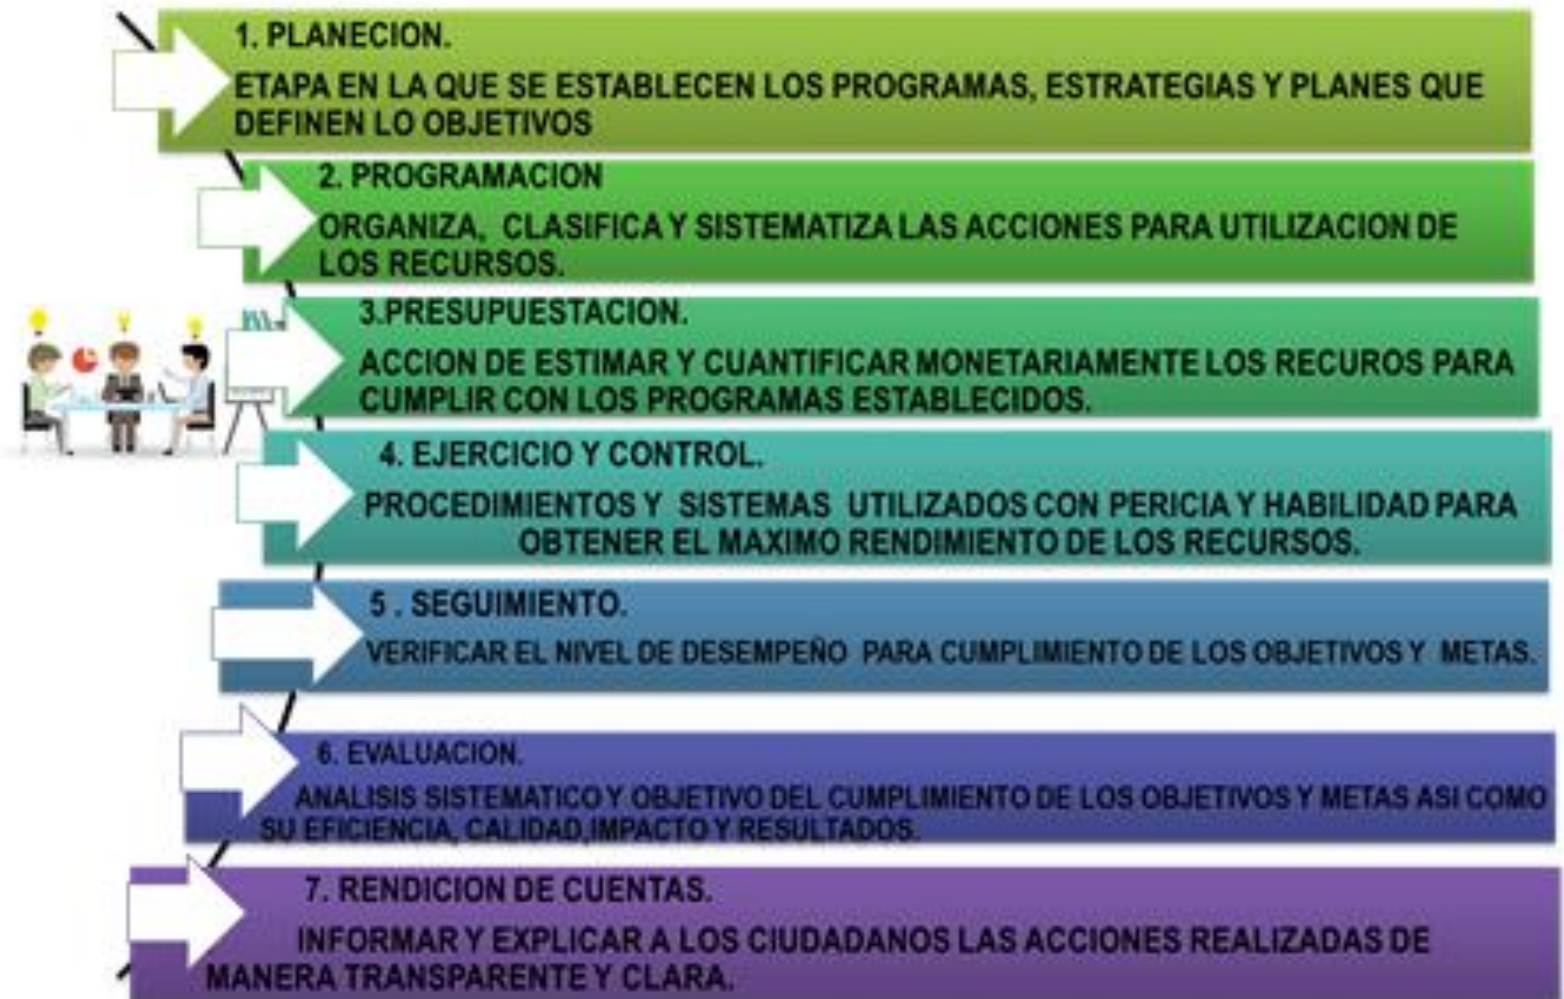 1. PLANECION.
ETAPA EN LA QUE SE ESTABLECEN LOS PROGRAMAS, ESTRATEGIAS Y PLANES QUE
DEFINEN LO OBJETIVOS
2. PROGRAMACION
ORGANIZA, CLASIFICA Y SISTEMATIZA LAS ACCIONES PARA UTILIZACION DE
LOS RECURSOS.
3.PRESUPUESTACION.
ACCION DE ESTIMAR Y CUANTIFICAR MONETARIAMENTE LOS RECUROS PARA
CUMPLIR CON LOS PROGRAMAS ESTABLECIDOS.
4. EJERCICIO Y CONTROL.
PROCEDIMIENTOS Y SISTEMAS UTILIZADOS CON PERICIA Y HABILIDAD PARA
OBTENER EL MAXIMO RENDIMIENTO DE LOS RECURSOS.
5 . SEGUIMIENTO.
VERIFICAR EL NIVEL DE DESEMPEÑO PARA CUMPLIMIENTO DE LOS OBJETIVOS Y METAS.
6. EVALUACION.
ANALISIS SISTEMATICO Y OBJETIVO DEL CUMPLIMIENTO DE LOS OBJETIVOS Y METAS ASI COMO
SU EFICIENCIA, CALIDAD,IMPACTO Y RESULTADOS.
7. RENDICION DE CUENTAS.
INFORMAR Y EXPLICAR A LOS CIUDADANOS LAS ACCIONES REALIZADAS DE
MANERA TRANSPARENTE Y CLARA.